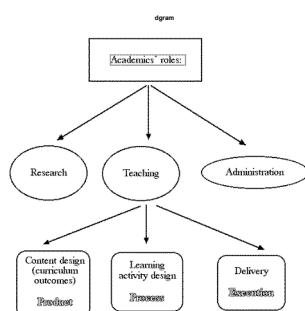 dgram
Academics' roles:
Research
Teaching
Administration
Content design
(curriculum
outcomes)
Product
Learning
activity design
Process
Delivery
Execution